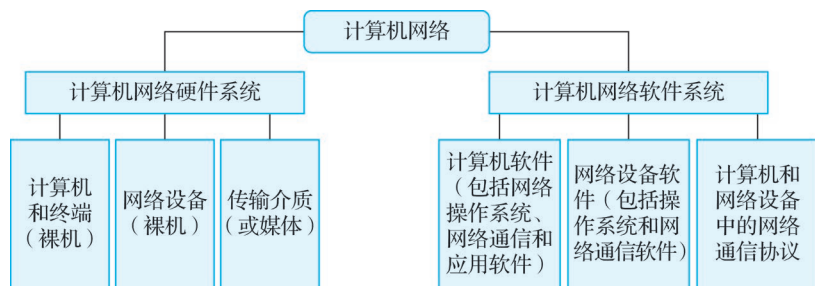 计算机网络
计算机网络硬件系统
计算机网络软件系统
计算机
和终端
（裸机）
网络设备
（裸机）
传输介质
（或媒体）
计算机软件
（包括网络
操作系统、
网络通信和
应用软件）
网络设备软
件（包括操
作系统和网
络通信软件）
计算机和
网络设备
中的网络
通信协议